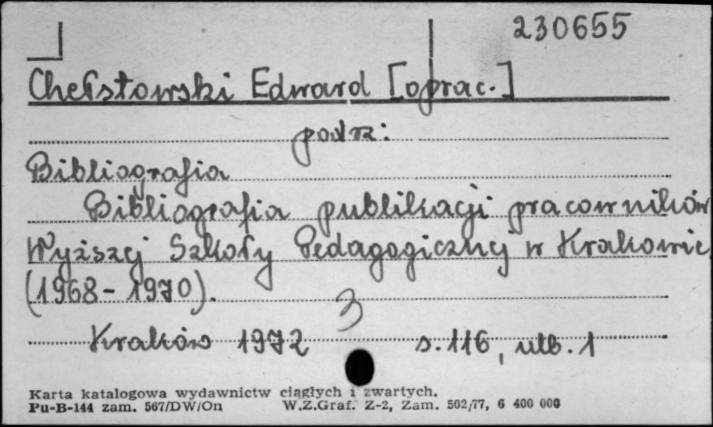 230655
Chełstowski Edward [oprac.]
podrz:
Bibliografia
Bibliografia publikacji pracowników
Wyższej Szkoły Pedagogicznej w Krakowie
(1968-1970).
3
Kraków 1972 s. 116, nlb. 1
Karta katalogowa wydawnictw ciągłych i zwartych.
Pu-B-144 zam. 567/DW/On W.Z.Graf. Z-2, Zam. 502/77, 6 400 000